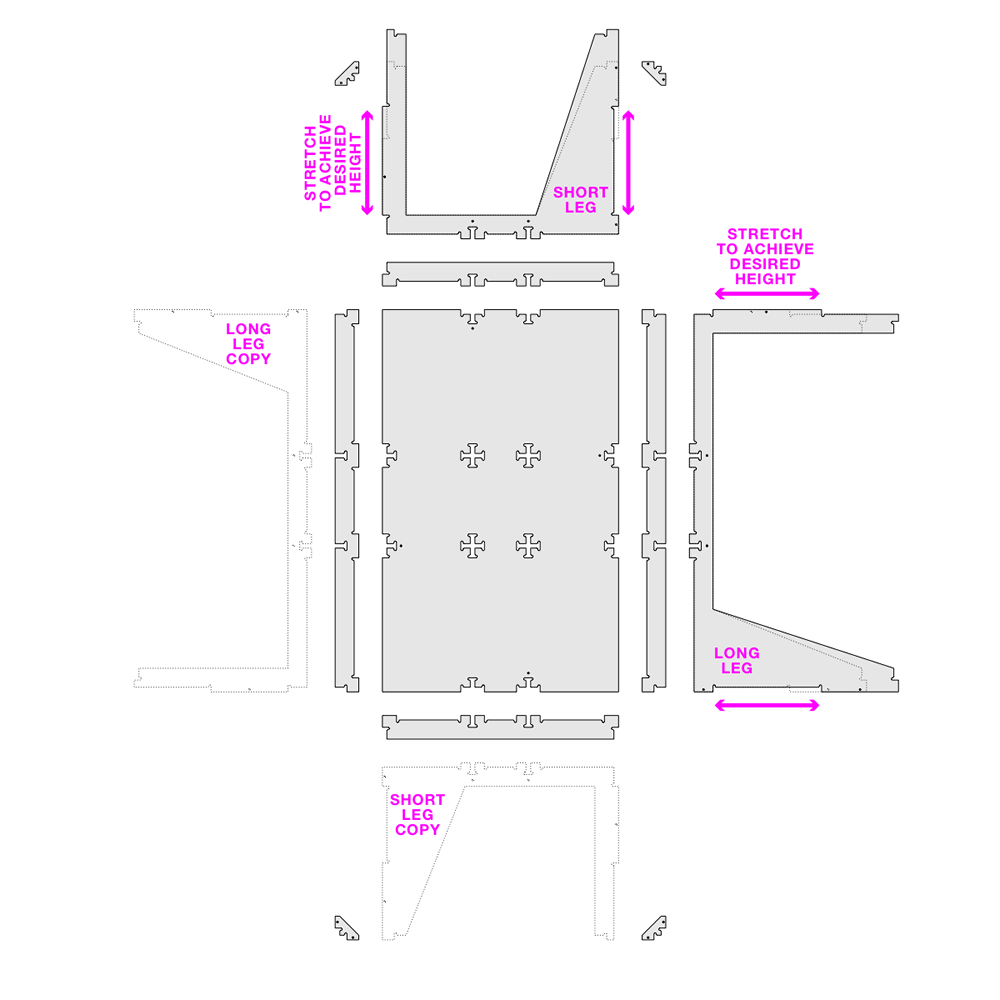 STRETCH
TO ACHIEVE
DESIRED
HEIGHT
SHORT
LEG
STRETCH
TO ACHIEVE
DESIRED
HEIGHT
LONG
LEG
COPY
LONG
LEG
SHORT
LEG
COPY